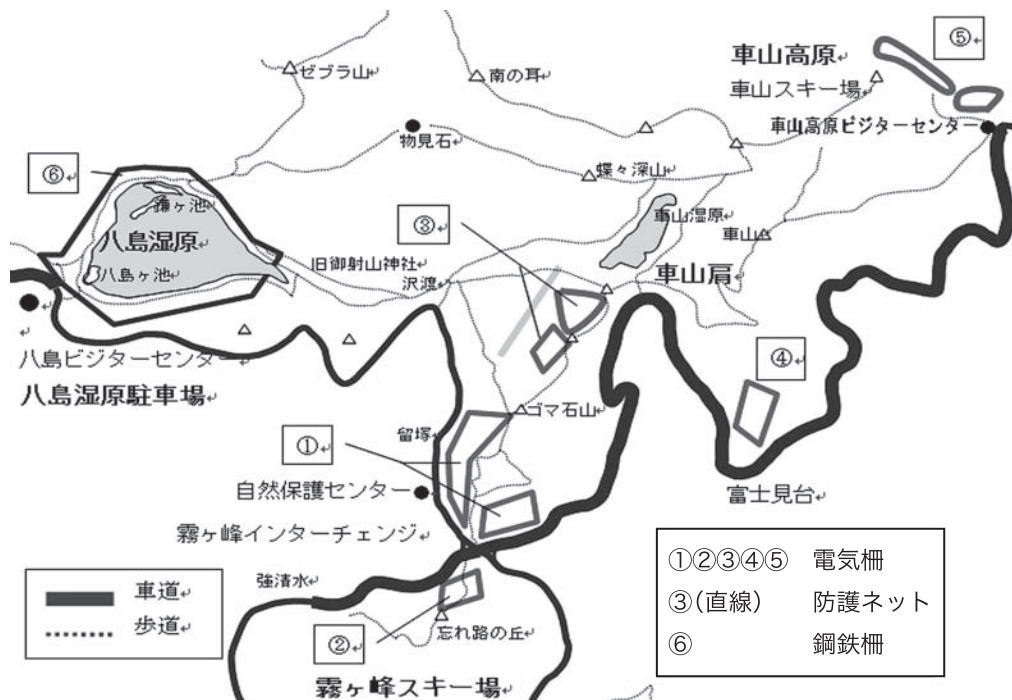 ⑤↵
車山高原↵
車山スキー場↵
車山高原ビジターセンター↵
ゼブラ山↵
南の耳↵
物見石↵
蝶々深山↵
⑥↵
鎌ヶ池↵
八島湿原↵
八島ヶ池↵
③↵
車山湿原↵
車山↵
旧御射山神社↵
沢渡↵
車山肩↵
↵
↵
八島ビジターセンター↵
八島湿原駐車場↵
④↵
ゴマ石山↵
①↵
留塚↵
自然保護センター↵
富士見台↵
霧ヶ峰インターチェンジ↵
強清水↵
②↵
忘れ路の丘↵
霧ヶ峰スキー場↵
車道↵
歩道↵
①②③④⑤ 電気柵
③(直線) 防護ネット
⑥ 鋼鉄柵